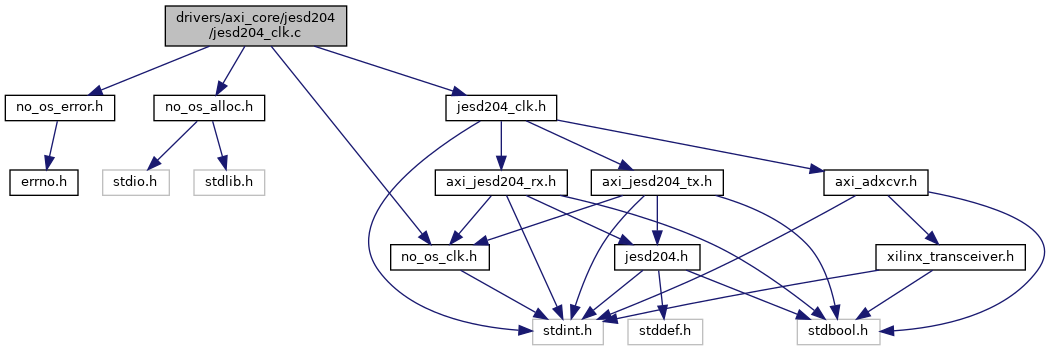 drivers/axi_core/jesd204
/jesd204_clk.c
no_os_error.h
no_os_alloc.h
jesd204_clk.h
errno.h
stdio.h
stdlib.h
axi_jesd204_rx.h
axi_jesd204_tx.h
axi_adxcvr.h
no_os_clk.h
jesd204.h
xilinx_transceiver.h
stdint.h
stddef.h
stdbool.h